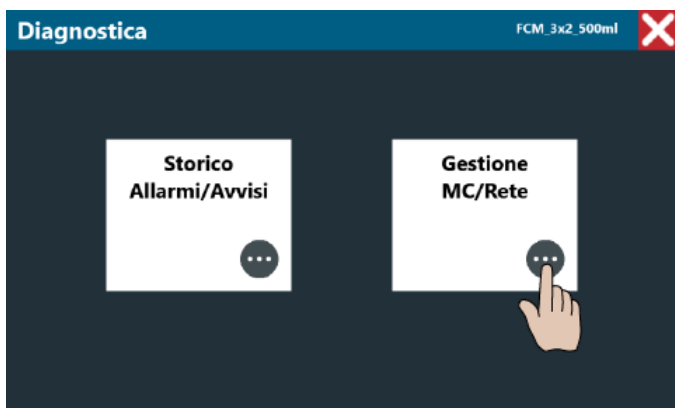 Diagnostica
FCM_3x2_500ml
Storico
Allarmi/Avvisi
Gestione
MC/Rete